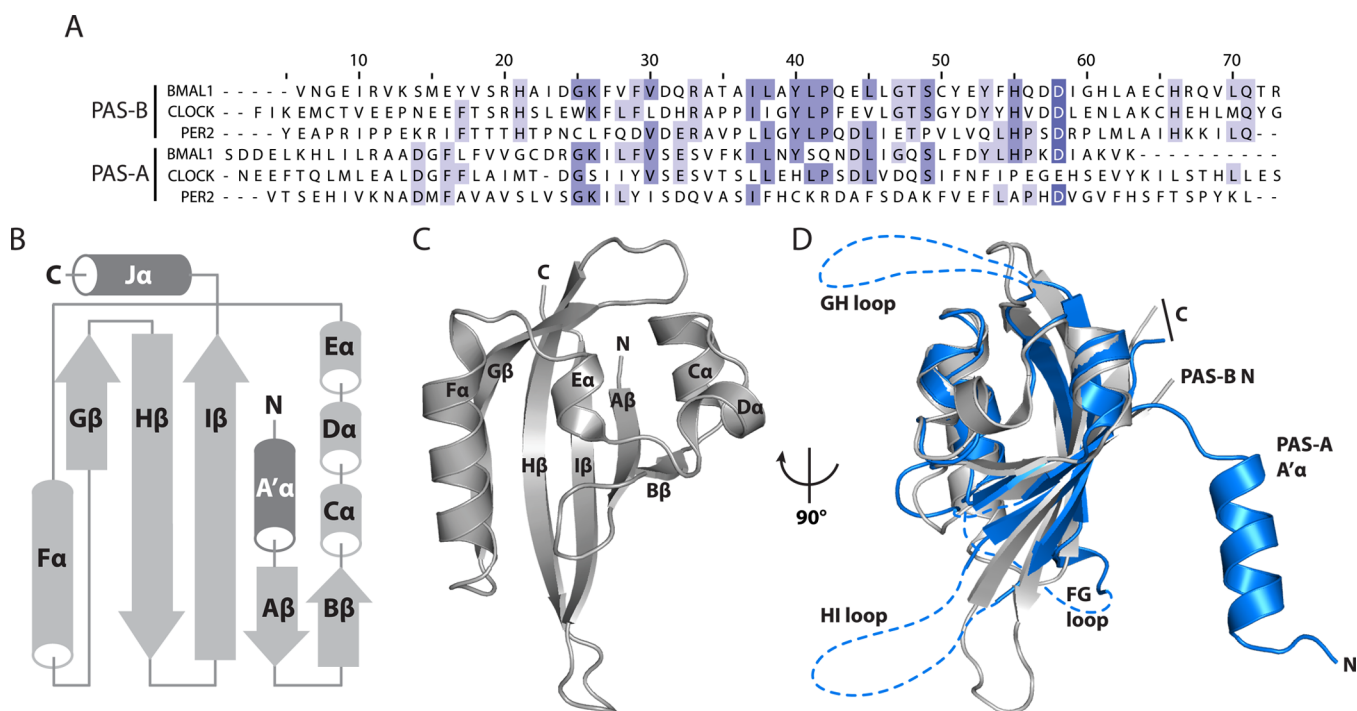 A
10 20 30 40 50 60 70
PAS-B
BMAL1 - - - - - V N G E I R V K S M E Y V S R H A I D G K F V F V D Q R A T A I L A Y L P Q E L L G T S C Y E Y F H Q D D I G H L A E C H R Q V L Q T R
CLOCK - - F I K E M C T V E E P N E E F T S R H S L E W K F L F L D H R A P P I I G Y L P F E V L G T S G Y D Y Y H V D D L E N L A K C H E H L M Q Y G
PER2 - - - - Y E A P R I P P E K R I F T T T H T P N C L F Q D V D E R A V P L L G Y L P Q D L I E T P V L V Q L H P S D R P L M L A I H K K I L Q - -
PAS-A
BMAL1 S D D E L K H L I L R A A D G F L F V V G C D R G K I L F V S E S V F K I L N Y S Q N D L I G Q S L F D Y L H P K D I A K V K - - - - - - - - - -
CLOCK - N E E F T Q L M L E A L D G F F L A I M T - D G S I I Y V S E S V T S L L E H L P S D L V D Q S I F N F I P E G E H S E V Y K I L S T H L L E S
PER2 - - - V T S E H I V K N A D M F A V A V S L V S G K I L Y I S D Q V A S I F H C K R D A F S D A K F V E F L A P H D V G V F H S F T S P Y K L - -
B
C
Jα
Eα
Gβ
Hβ
Iβ
N
Dα
A′α
Cα
Fα
Aβ
Bβ
C
C
N
Fα
Gβ
Eα
Cα
Aβ
Dα
Hβ
Iβ
Bβ
90°
D
GH loop
C
PAS-B N
PAS-A
A′α
HI loop
FG
loop
N